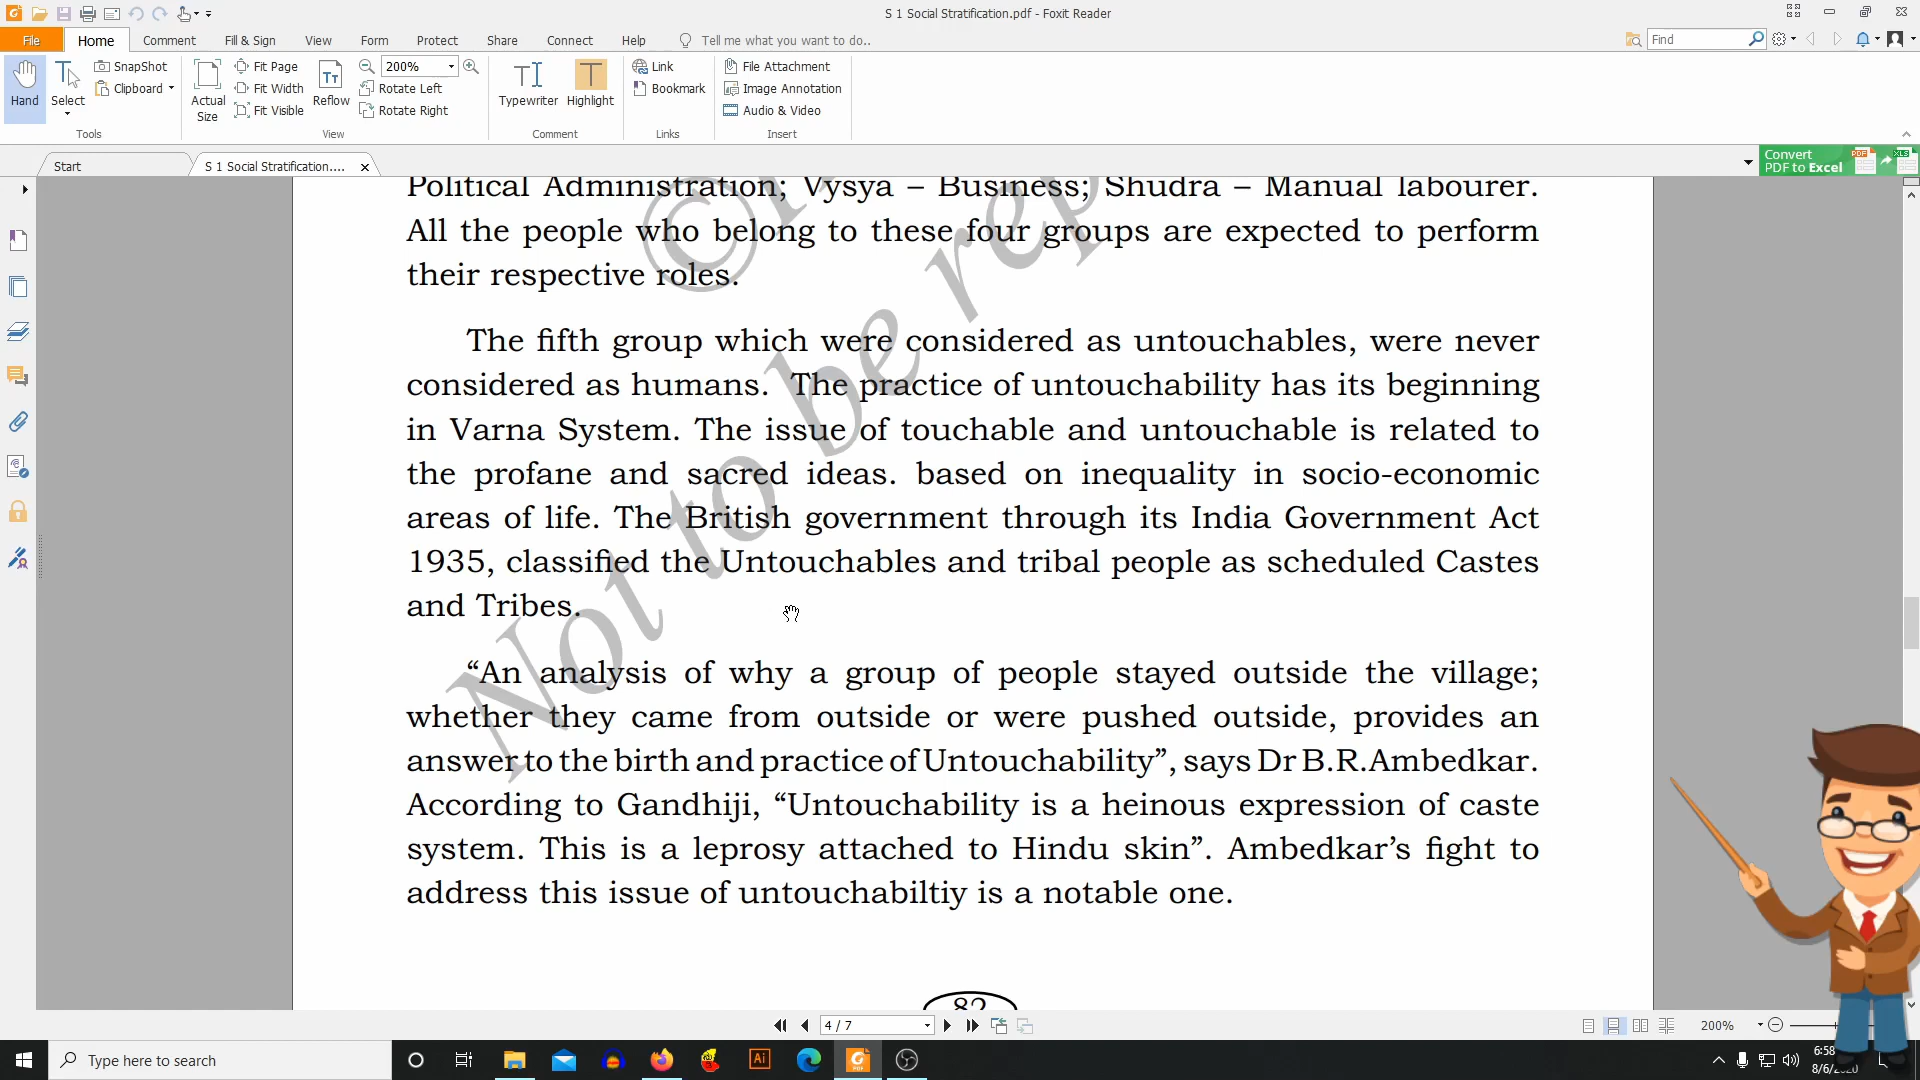 S 1 Social Stratification.pdf - Foxit Reader
File Home Comment Fill & Sign View Form Protect Share Connect Help Tell me what you want to do.. Find
Hand
Select
SnapShot
Clipboard
Tools
Actual Size
Fit Page
Fit Width
Fit Visible
Reflow
200%
Rotate Left
Rotate Right
View
Typewriter
Highlight
Comment
Link
Bookmark
Links
File Attachment
Image Annotation
Audio & Video
Insert
Start
S 1 Social Stratification....
Convert
PDF to Excel
Political Administration; Vysya – Business; Shudra – Manual labourer.
All the people who belong to these four groups are expected to perform
their respective roles.
The fifth group which were considered as untouchables, were never
considered as humans. The practice of untouchability has its beginning
in Varna System. The issue of touchable and untouchable is related to
the profane and sacred ideas. based on inequality in socio-economic
areas of life. The British government through its India Government Act
1935, classified the Untouchables and tribal people as scheduled Castes
and Tribes.
“An analysis of why a group of people stayed outside the village;
whether they came from outside or were pushed outside, provides an
answer to the birth and practice of Untouchability”, says Dr B.R.Ambedkar.
According to Gandhiji, “Untouchability is a heinous expression of caste
system. This is a leprosy attached to Hindu skin”. Ambedkar’s fight to
address this issue of untouchabiltiy is a notable one.
Not to be rep
82
4 / 7
200%
Type here to search
6:58